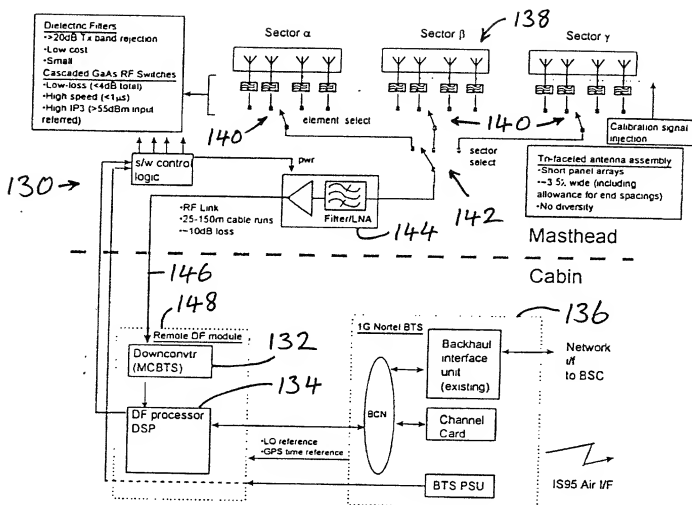 Dielectric Filters
•>20dB Tx band rejection
•Low cost
•Small
Cascaded GaAs RF Switches
•Low-loss (<4dB total)
•High speed (<1µs)
•High IP3 (>55dBm input
referred)
Sector α
Sector β
138
Sector γ
140
element select
140
sector
select
Calibration signal
injection
s/w control
logic
pwr
130
142
Tri-faceted antenna assembly
•Short panel arrays
•~3.5λ wide (including
allowance for end spacings)
•No diversity
•RF Link
•25-150m cable runs
•~10dB loss
Filter/LNA
144
Masthead
146
Cabin
148
136
Remote DF module
1G Nortel BTS
Downconvtr
(MCBTS)
132
Backhaul
interface
unit
(existing)
Network
I/f
to BSC
134
DF processor
DSP
BCN
Channel
Card
•LO reference
•GPS time reference
BTS PSU
IS95 Air I/F